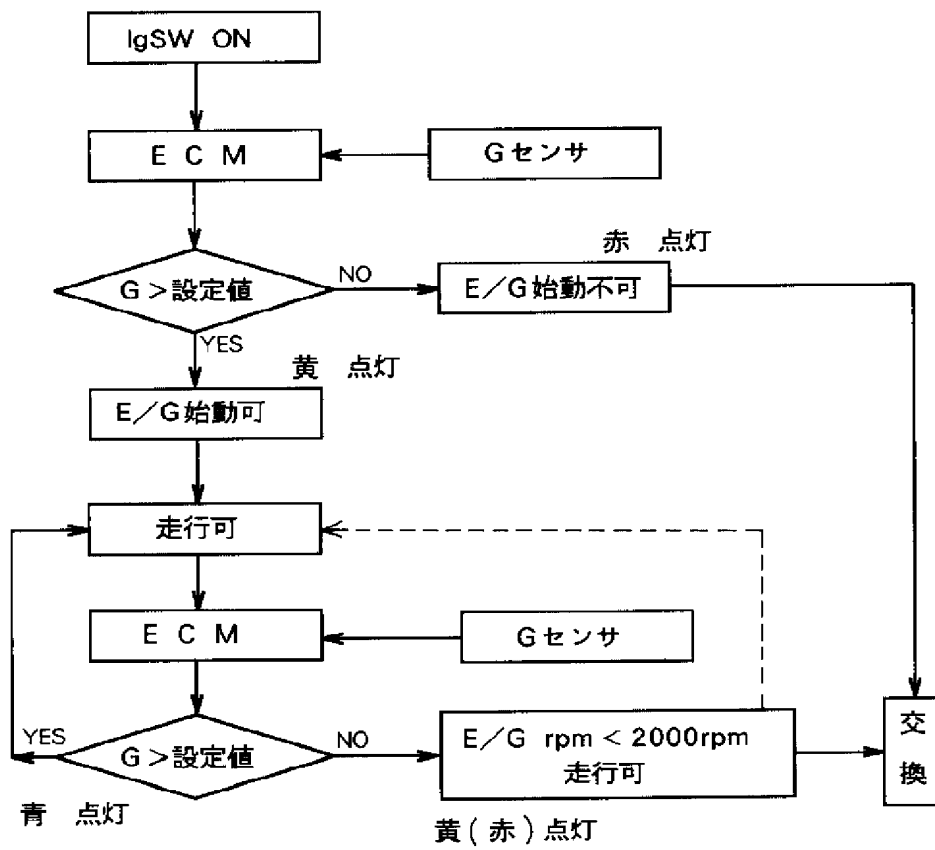 IgSW ON
E C M
Gセンサ
赤 点灯
G＞設定値
NO
E／G始動不可
YES
黄 点灯
E／G始動可
走行可
E C M
Gセンサ
YES
G＞設定値
NO
E／G rpm＜2000rpm
走行可
交
換
青 点灯
黄(赤)点灯